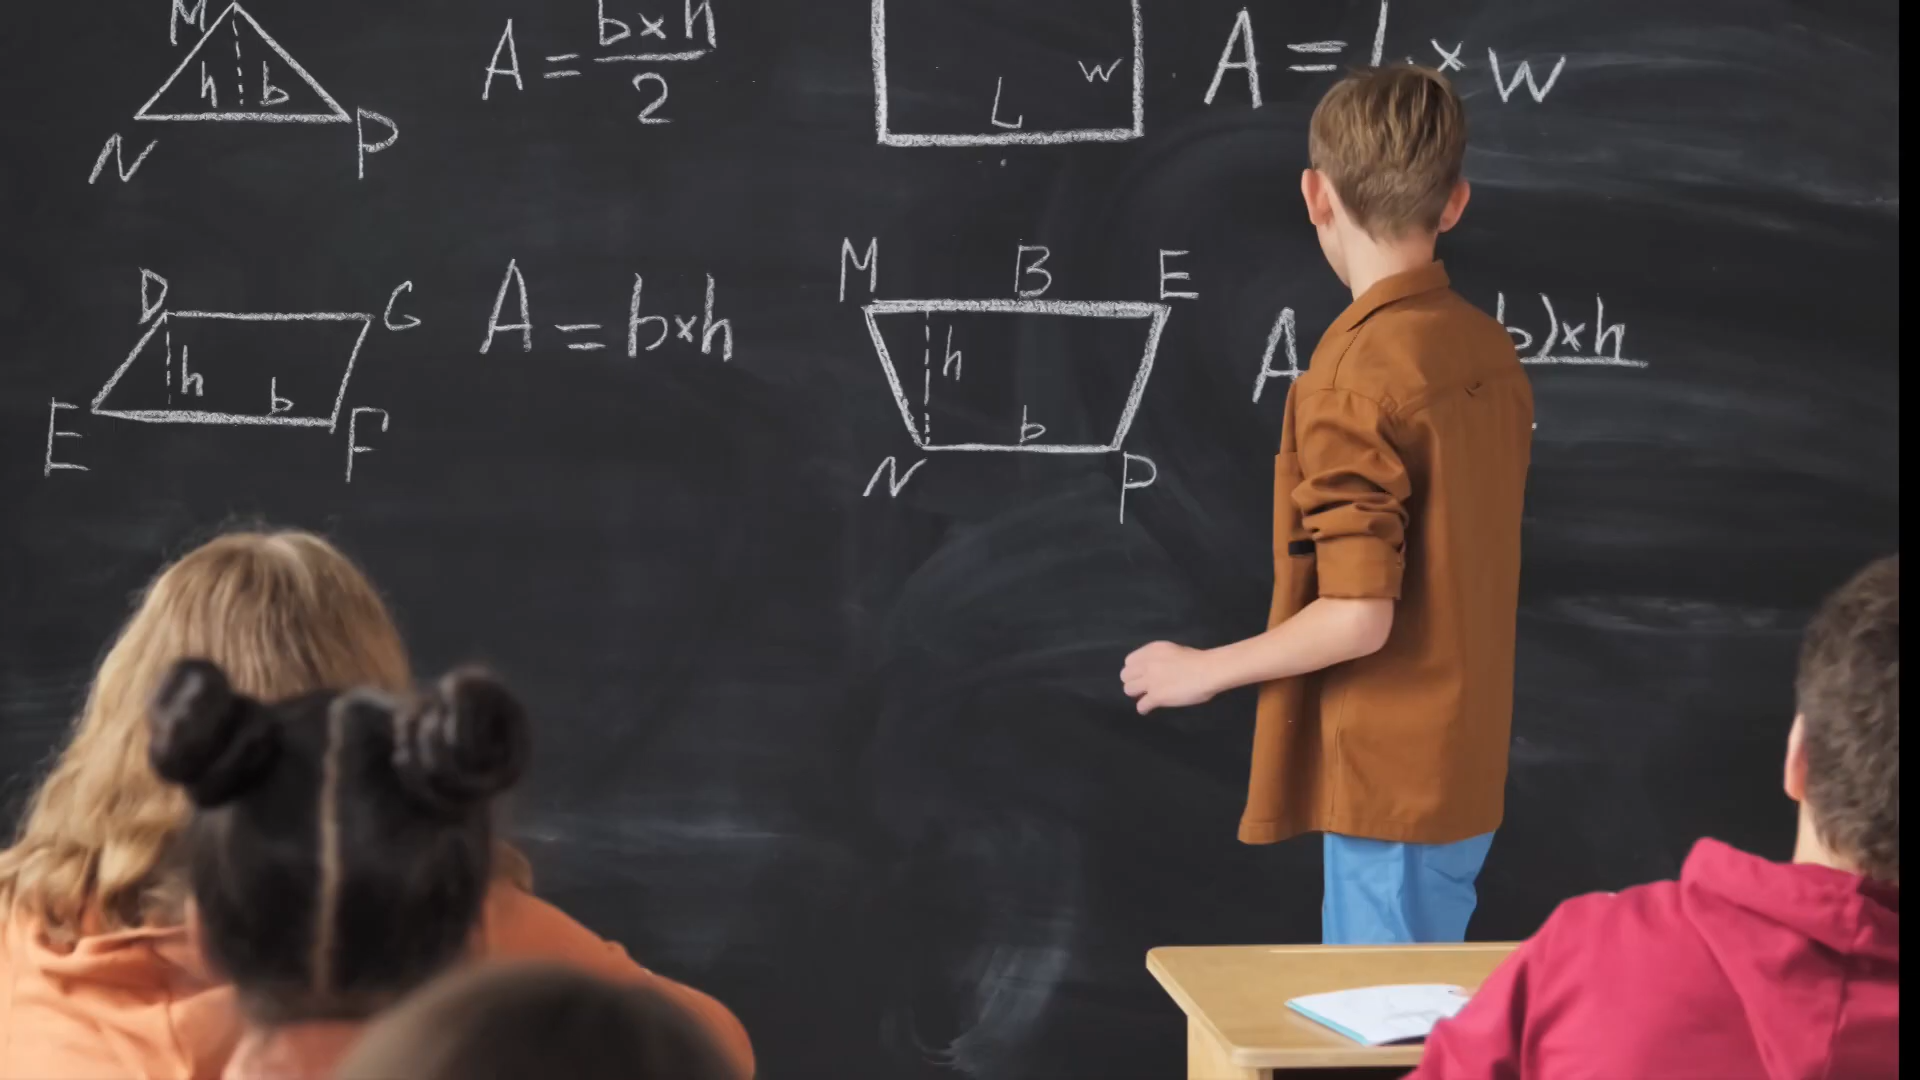 M
h b
N P
A = b×h
2
L
w
A = L × w
D G
h b
E F
A = b×h
M B E
h
b
N P
A b)×h